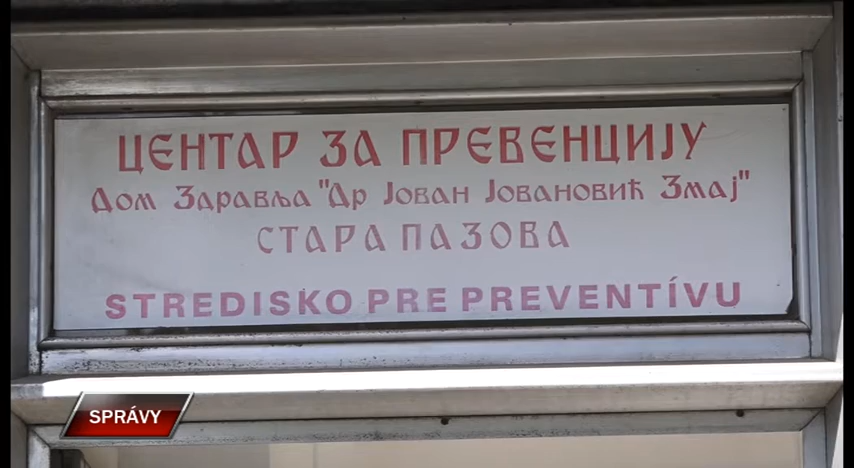 ЦЕНТАР ЗА ПРЕВЕНЦИЈУ
Дом Здравља "Др Јован Јовановић Змај"
СТАРА ПАЗОВА
STREDISKO PRE PREVENTÍVU
SPRÁVY